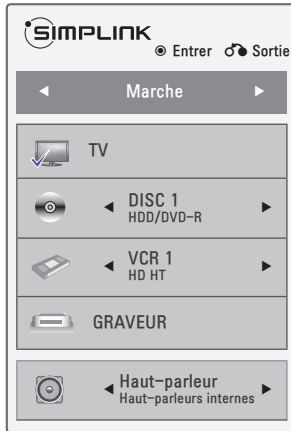 SIMPLINK
Entrer Sortie
Marche
TV
DISC 1
HDD/DVD-R
VCR 1
HD HT
GRAVEUR
Haut-parleur
Haut-parleurs internes